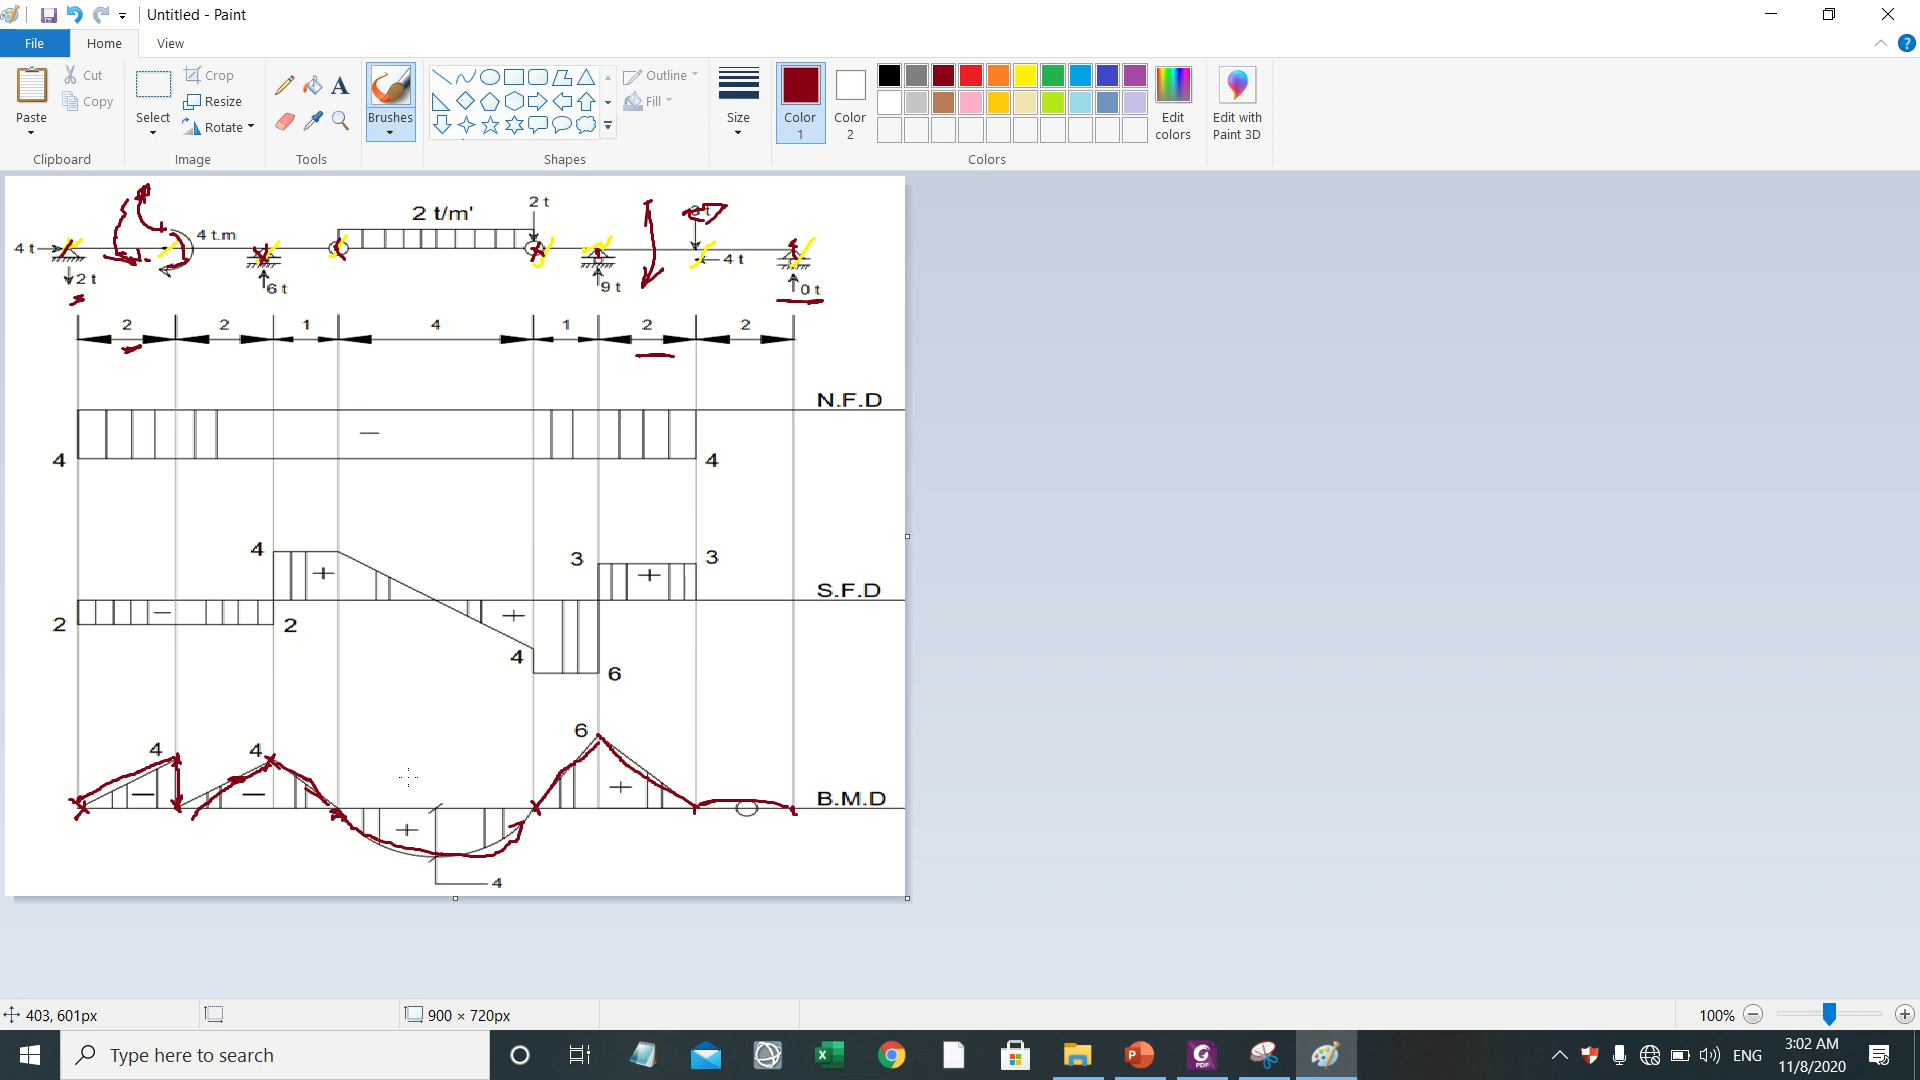 Untitled - Paint
File Home View
Paste
Cut
Copy
Clipboard
Select
Crop
Resize
Rotate
Image
A
Tools
Brushes
Outline
Fill
Shapes
Size
Color 1
Color 2
Edit colors
Edit with Paint 3D
Colors
2 t/m'
2 t
4 t
4 t.m
4 t
2 t
6 t
9 t
0 t
2 2 1 4 1 2 2
N.F.D
−
4 4
4 3 3
+ +
S.F.D
− +
2 2
4 6
6
4 4
− − +
B.M.D
+
4
403, 601px
900 × 720px
100%
Type here to search
ENG
3:02 AM
11/8/2020